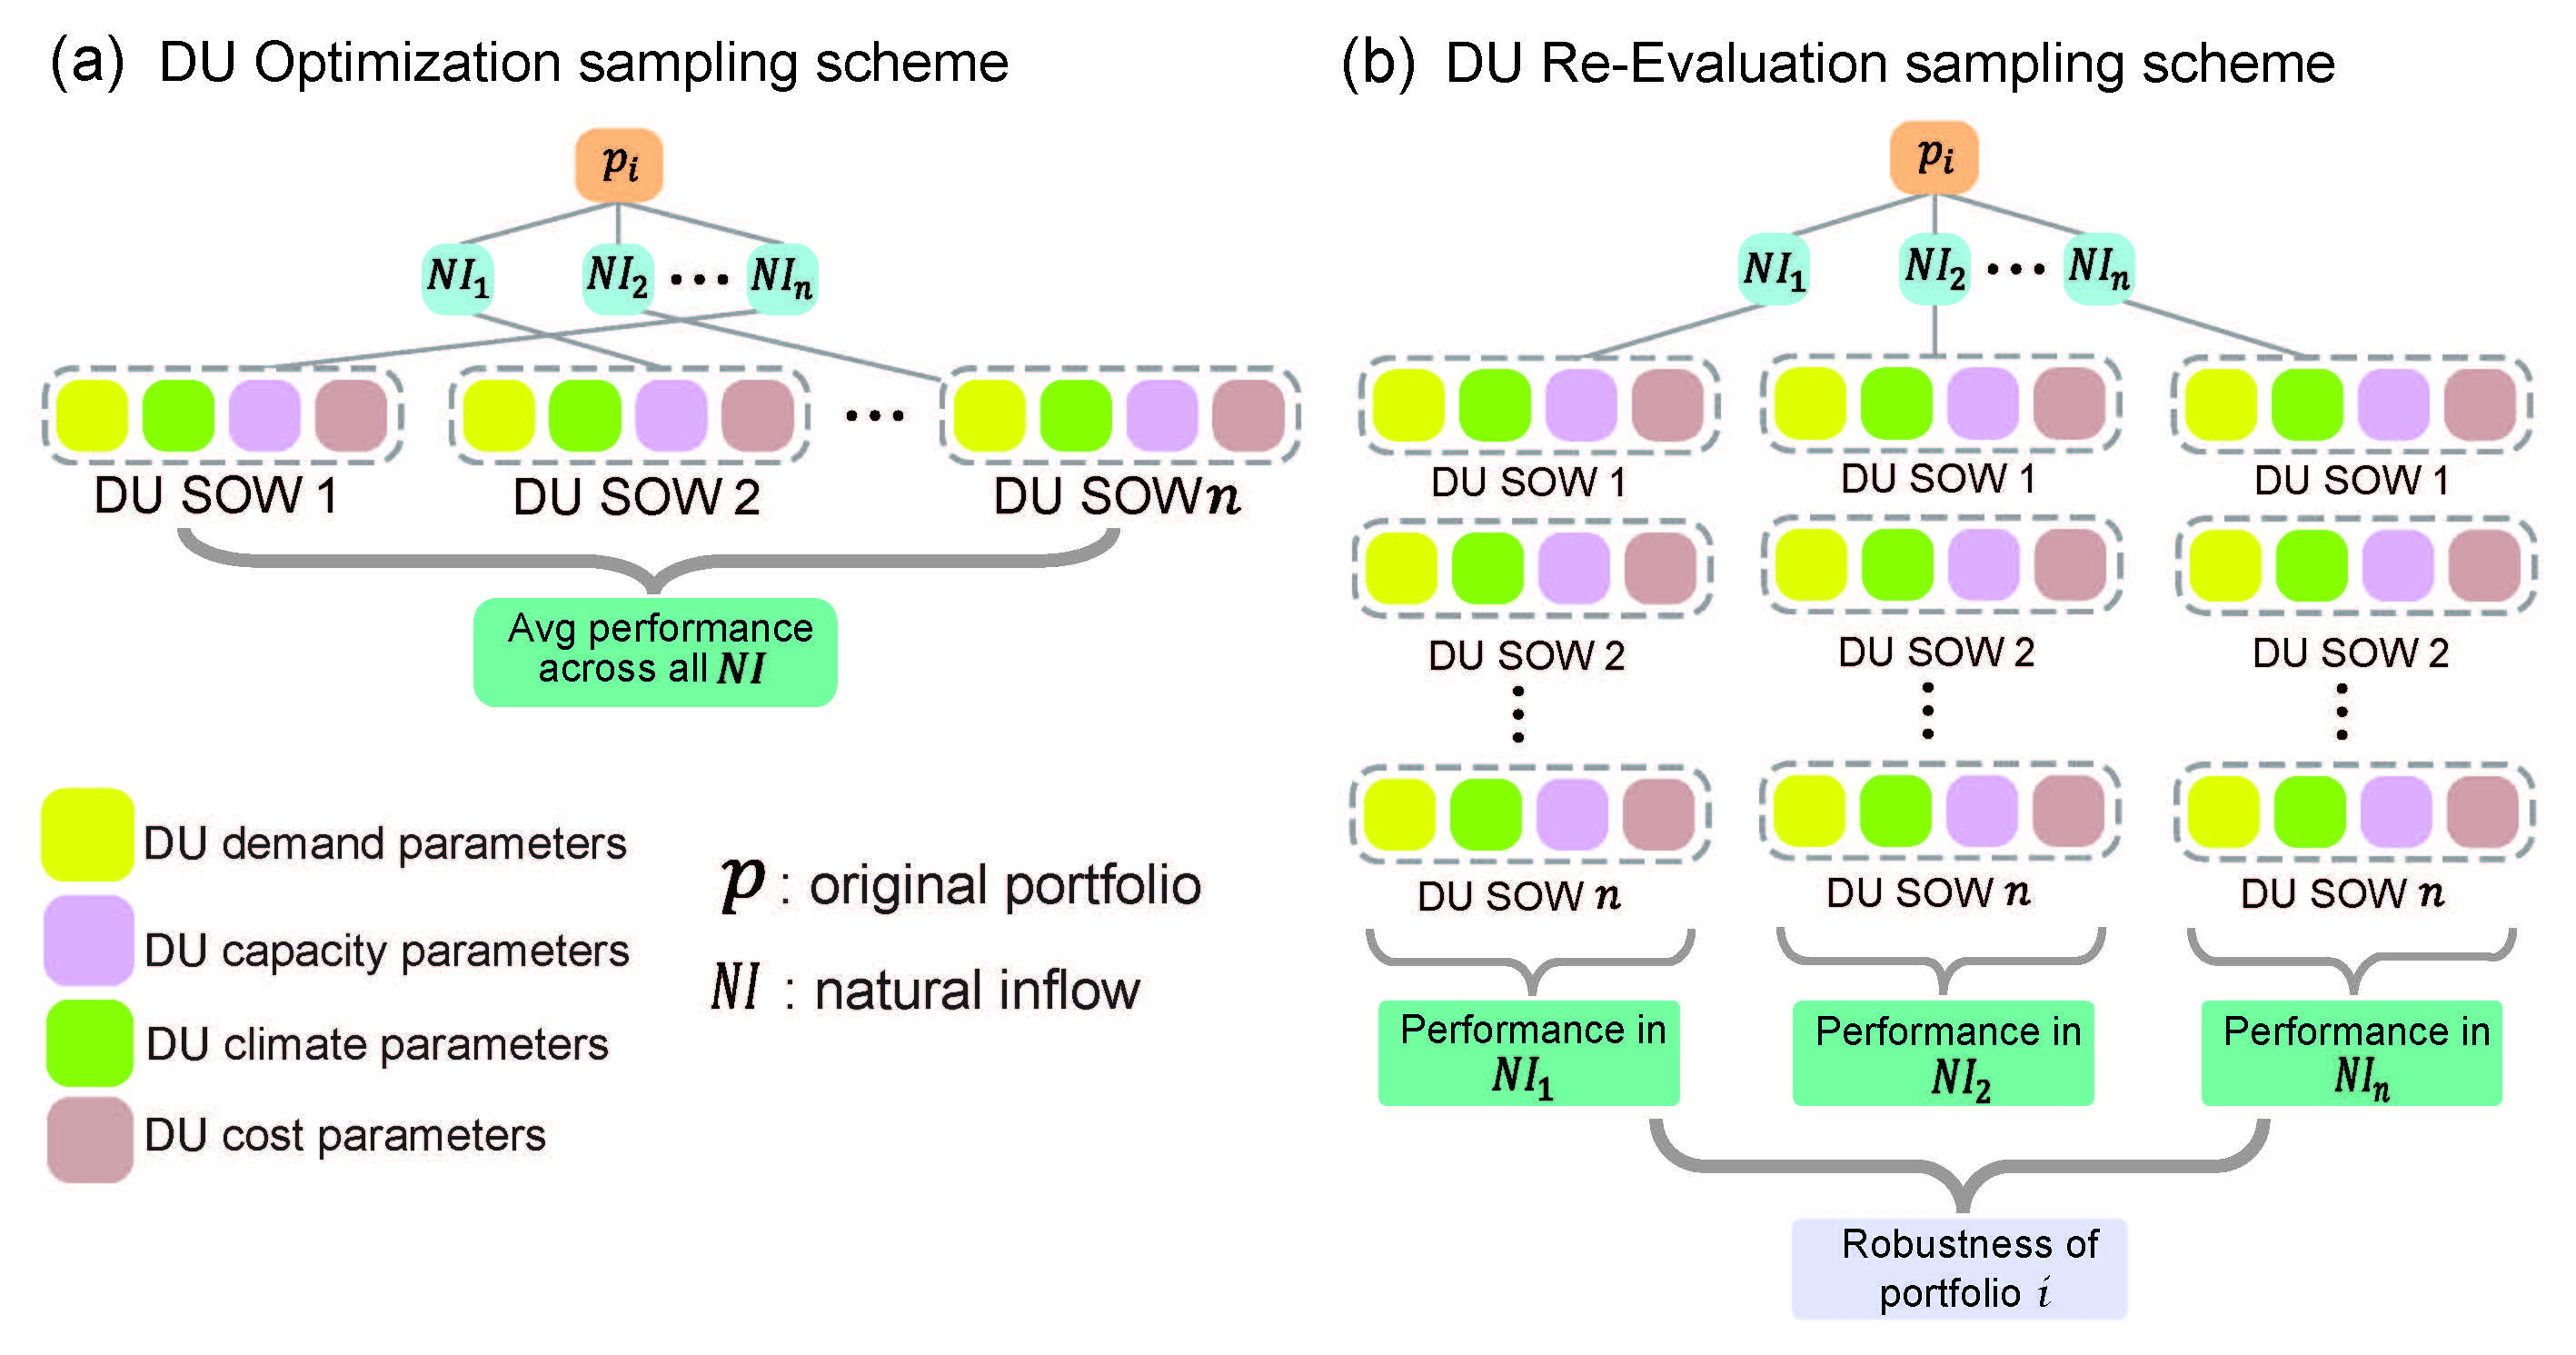 (a) DU Optimization sampling scheme
p_i
NI_1 NI_2 ... NI_n
DU SOW 1 DU SOW 2 ... DU SOW n
Avg performance
across all NI
DU demand parameters
DU capacity parameters
DU climate parameters
DU cost parameters
p : original portfolio
NI : natural inflow
(b) DU Re-Evaluation sampling scheme
p_i
NI_1 NI_2 ... NI_n
DU SOW 1 DU SOW 1 DU SOW 1
DU SOW 2 DU SOW 2 DU SOW 2
DU SOW n DU SOW n DU SOW n
Performance in
NI_1
Performance in
NI_2
Performance in
NI_n
Robustness of
portfolio i